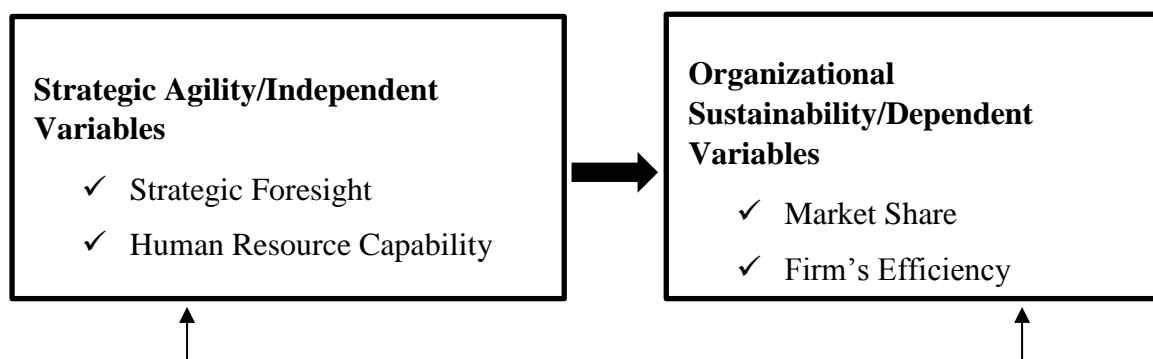 Strategic Agility/Independent
Variables
✓ Strategic Foresight
✓ Human Resource Capability
Organizational
Sustainability/Dependent
Variables
✓ Market Share
✓ Firm’s Efficiency